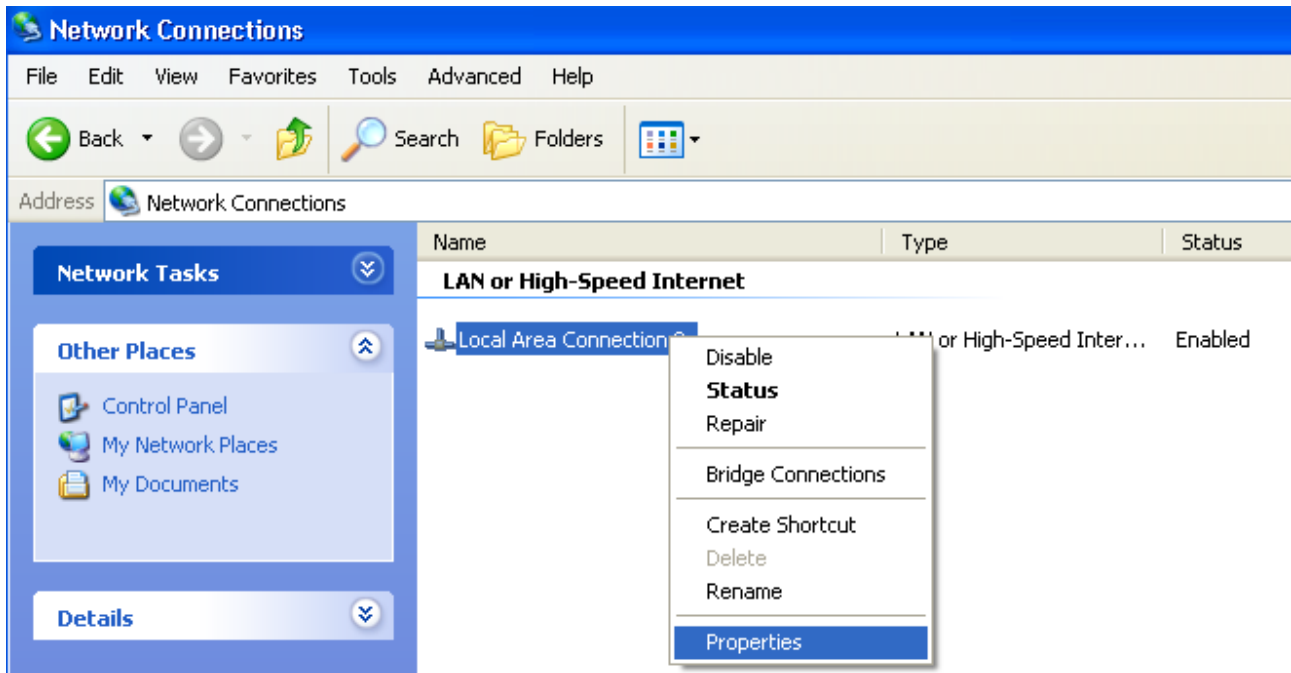 Network Connections
File Edit View Favorites Tools Advanced Help
Back Search Folders
Address Network Connections
Name Type Status
Network Tasks
LAN or High-Speed Internet
Local Area Connection or High-Speed Inter... Enabled
Other Places
Control Panel
My Network Places
My Documents
Details
Disable
Status
Repair
Bridge Connections
Create Shortcut
Delete
Rename
Properties